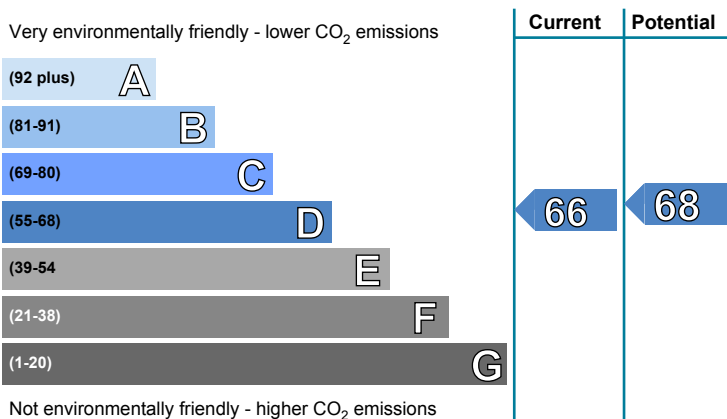 Very environmentally friendly - lower CO2 emissions
Current
Potential
(92 plus) A
(81-91) B
(69-80) C
(55-68) D
66
68
(39-54 E
(21-38) F
(1-20) G
Not environmentally friendly - higher CO2 emissions